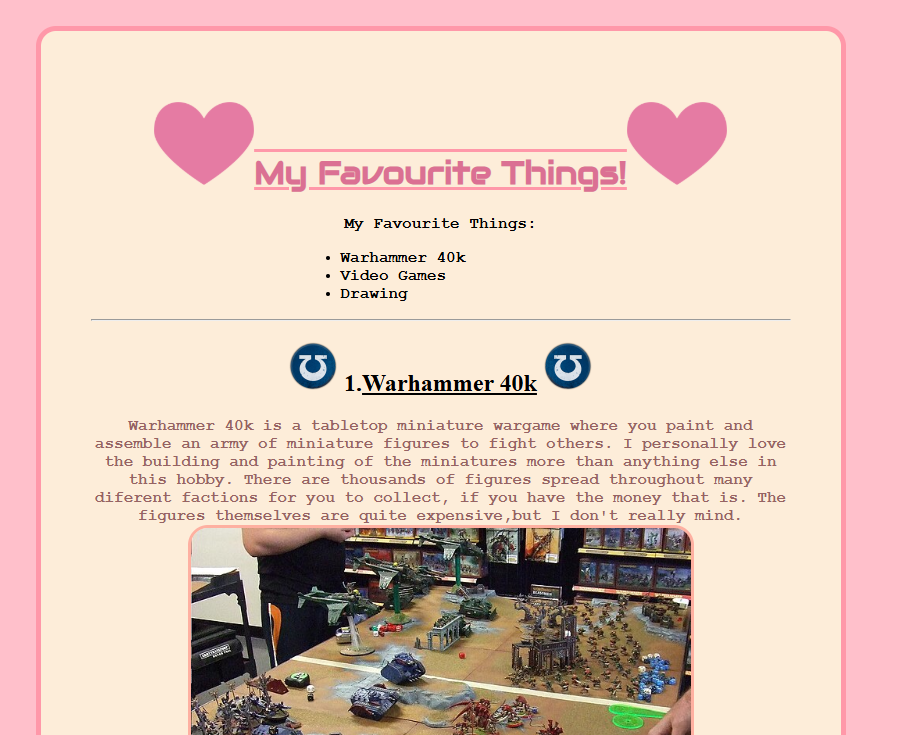 My Favourite Things!
My Favourite Things:
• Warhammer 40k
• Video Games
• Drawing
1.Warhammer 40k
Warhammer 40k is a tabletop miniature wargame where you paint and
assemble an army of miniature figures to fight others. I personally love
the building and painting of the miniatures more than anything else in
this hobby. There are thousands of figures spread throughout many
diferent factions for you to collect, if you have the money that is. The
figures themselves are quite expensive,but I don't really mind.